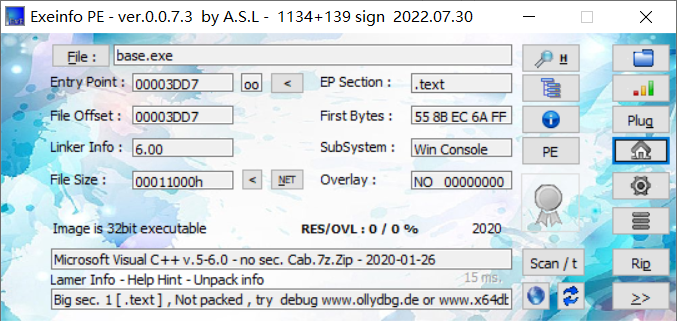 Exeinfo PE - ver.0.0.7.3 by A.S.L - 1134+139 sign 2022.07.30
File : base.exe H
Entry Point : 00003DD7 oo < EP Section : .text
File Offset : 00003DD7 First Bytes : 55 8B EC 6A FF Plug
Linker Info : 6.00 SubSystem : Win Console PE
File Size : 00011000h < NET Overlay : NO 00000000
Image is 32bit executable RES/OVL : 0 / 0 % 2020
Microsoft Visual C++ v.5-6.0 - no sec. Cab.7z.Zip - 2020-01-26 Scan / t Rip
Lamer Info - Help Hint - Unpack info 15 ms.
Big sec. 1 [ .text ] , Not packed , try debug www.ollydbg.de or www.x64dt >>